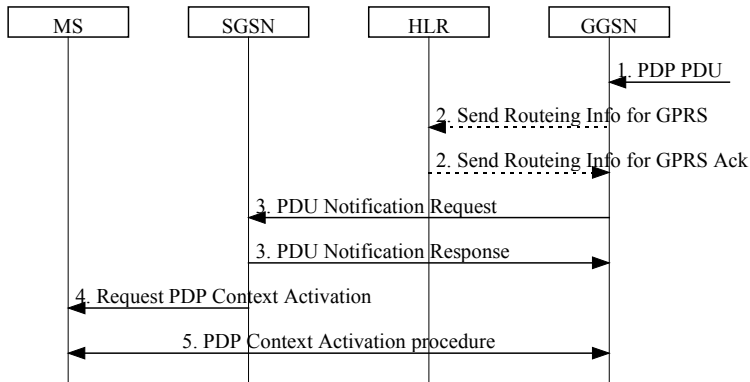 MS SGSN HLR GGSN
1. PDP PDU
2. Send Routeing Info for GPRS
2. Send Routeing Info for GPRS Ack
3. PDU Notification Request
3. PDU Notification Response
4. Request PDP Context Activation
5. PDP Context Activation procedure